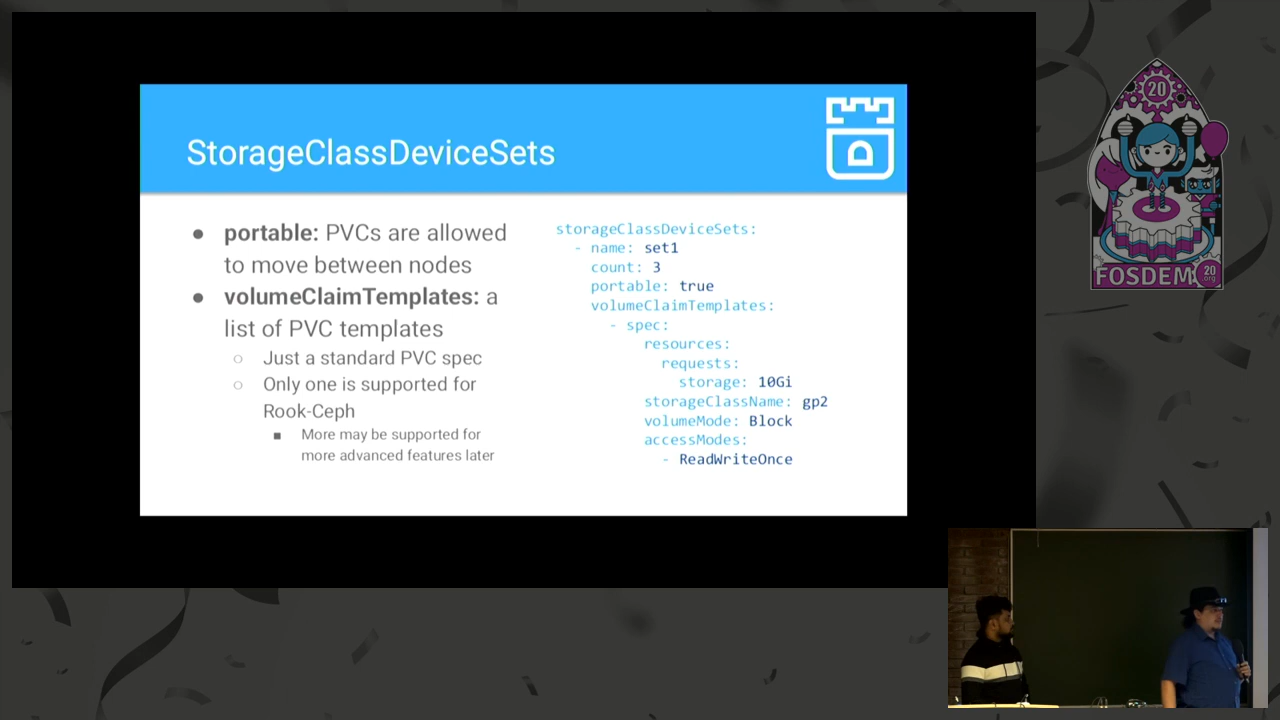 StorageClassDeviceSets
● portable: PVCs are allowed
to move between nodes
● volumeClaimTemplates: a
list of PVC templates
○ Just a standard PVC spec
○ Only one is supported for
Rook-Ceph
■ More may be supported for
more advanced features later
storageClassDeviceSets:
- name: set1
count: 3
portable: true
volumeClaimTemplates:
- spec:
resources:
requests:
storage: 10Gi
storageClassName: gp2
volumeMode: Block
accessModes:
- ReadWriteOnce
20
FOSDEM 20
.org